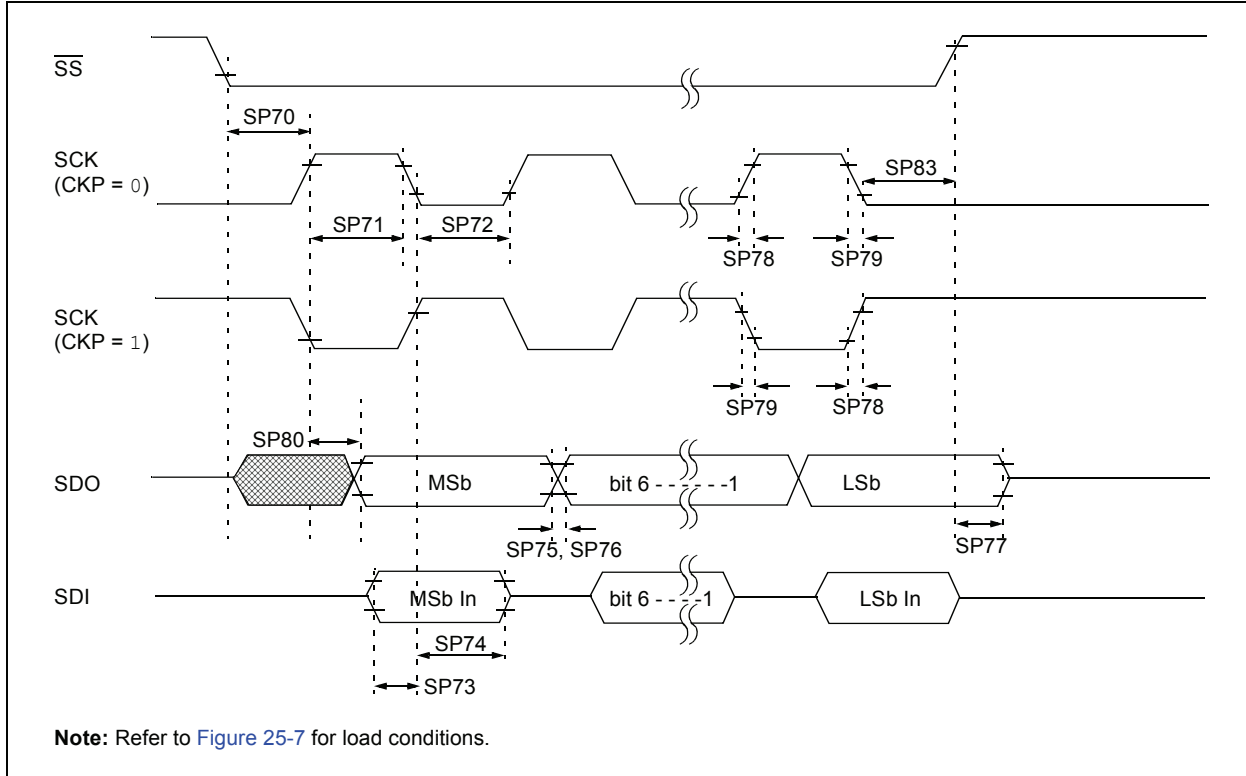 SS
SP70
SCK
(CKP = 0)
SP83
SP71
SP72
SP78
SP79
SCK
(CKP = 1)
SP79
SP78
SP80
SDO
MSb
bit 6 - - - - - - -1
LSb
SP75, SP76
SP77
SDI
MSb In
bit 6 - - - - -1
LSb In
SP74
SP73
Note: Refer to Figure 25-7 for load conditions.